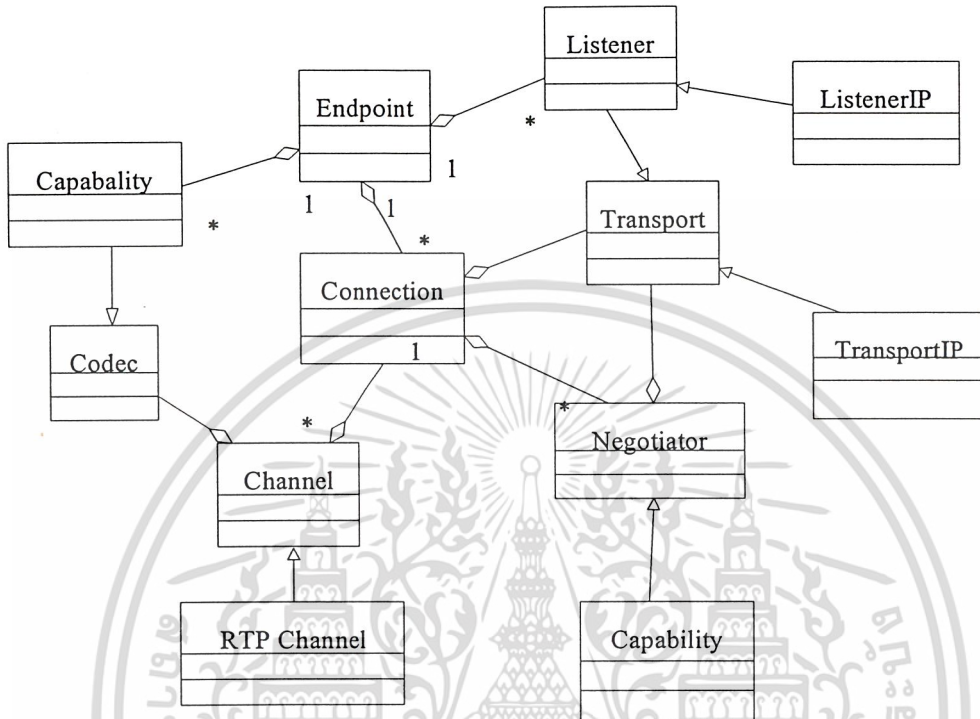 Listener
Endpoint
ListenerIP
*
Capabality
1
1
1
Transport
*
*
Connection
Codec
1
TransportIP
*
*
Negotiator
Channel
RTP Channel
Capability